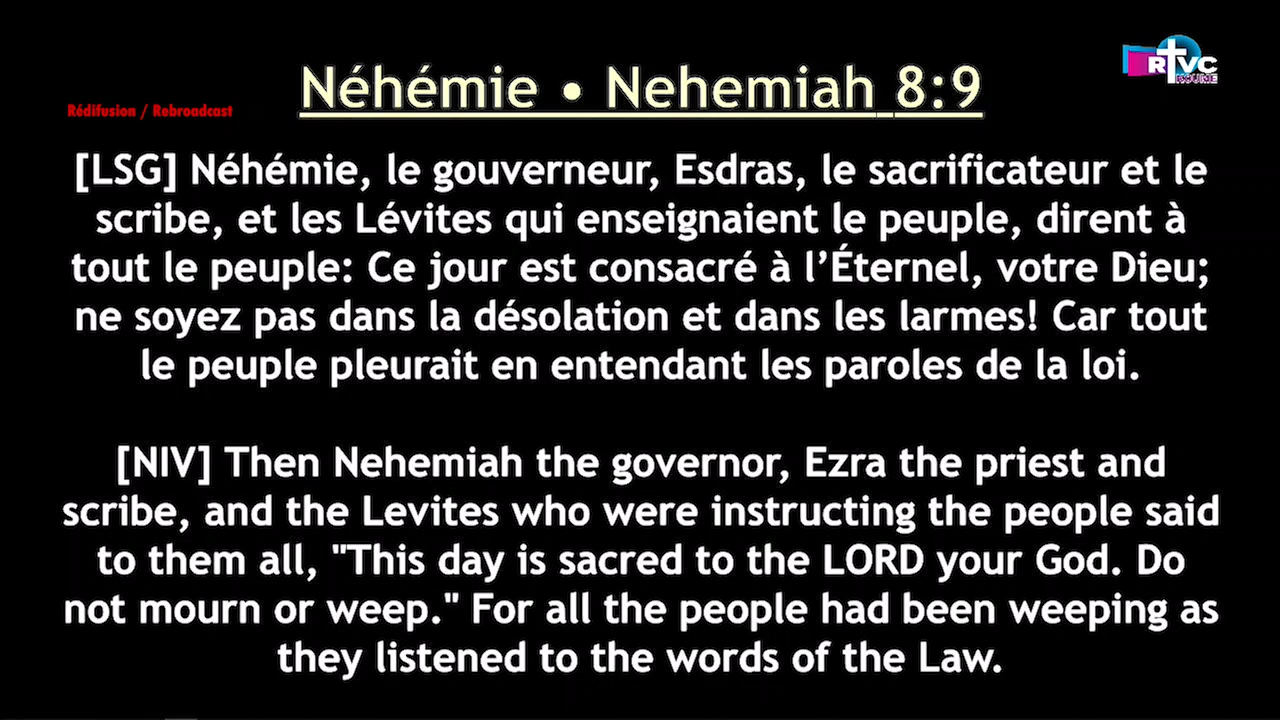 Néhémie • Nehemiah 8:9
RTVC
Rédifusion / Rebroadcast
[LSG] Néhémie, le gouverneur, Esdras, le sacrificateur et le
scribe, et les Lévites qui enseignaient le peuple, dirent à
tout le peuple: Ce jour est consacré à l’Éternel, votre Dieu;
ne soyez pas dans la désolation et dans les larmes! Car tout
le peuple pleurait en entendant les paroles de la loi.
[NIV] Then Nehemiah the governor, Ezra the priest and
scribe, and the Levites who were instructing the people said
to them all, "This day is sacred to the LORD your God. Do
not mourn or weep." For all the people had been weeping as
they listened to the words of the Law.